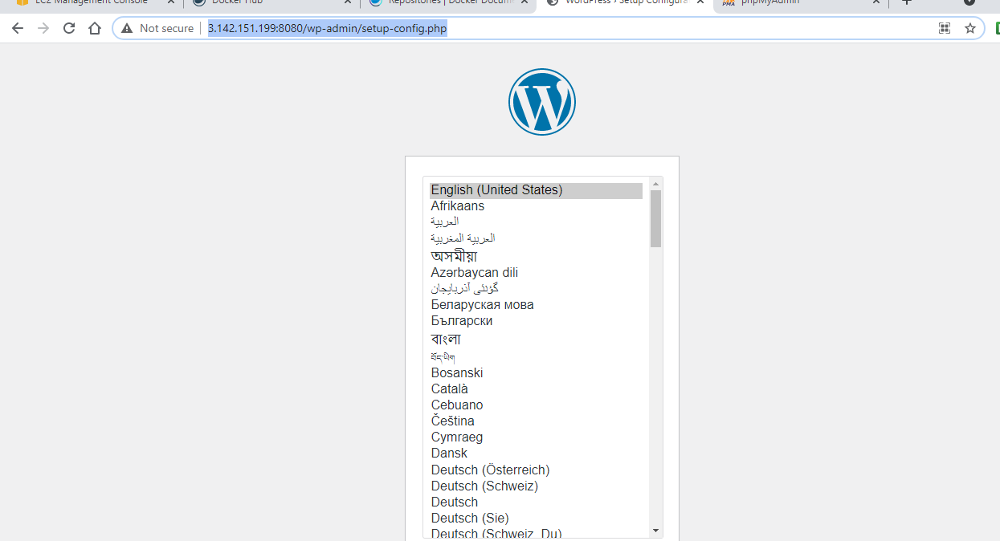 EC2 Management Console
Docker Hub
Repositories | Docker Docum
WordPress › Setup Configura
phpMyAdmin
Not secure
3.142.151.199:8080/wp-admin/setup-config.php
English (United States)
Afrikaans
العربية
العربية المغربية
অসমীয়া
Azərbaycan dili
گؤنئی آذربایجان
Беларуская мова
Български
বাংলা
བོད་ཡིག
Bosanski
Català
Cebuano
Čeština
Cymraeg
Dansk
Deutsch (Österreich)
Deutsch (Schweiz)
Deutsch
Deutsch (Sie)
Deutsch (Schweiz, Du)